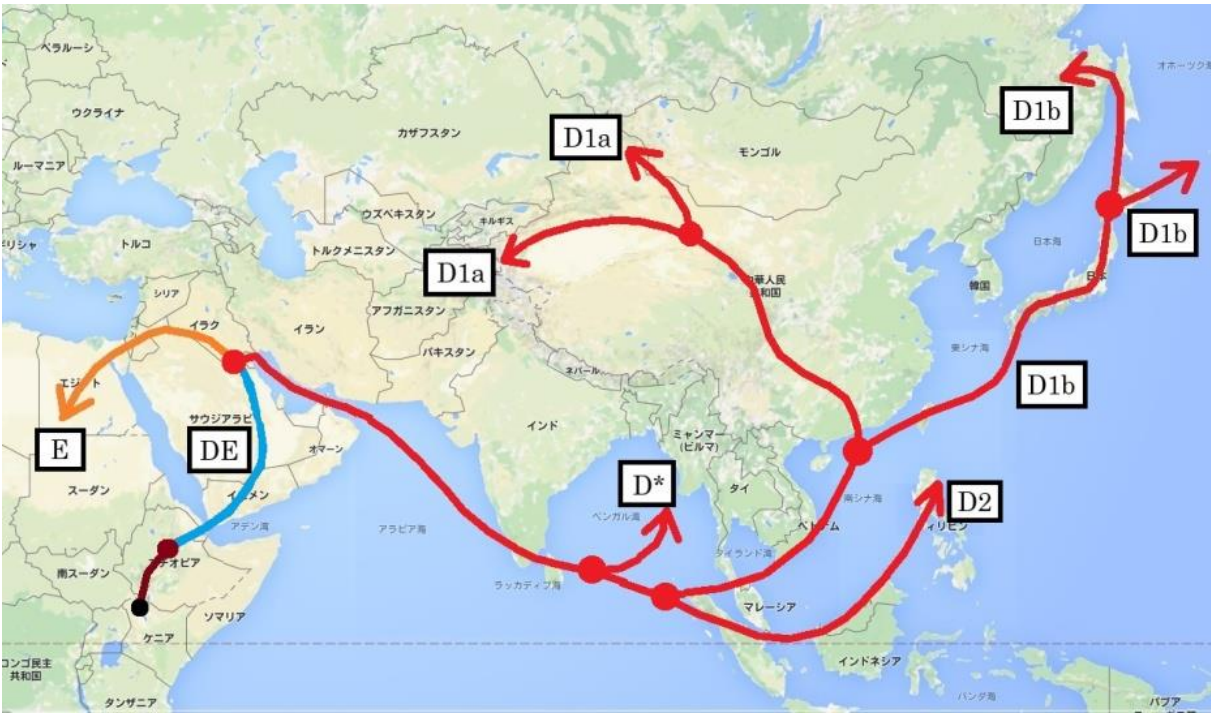 ベラルーシ
ウクライナ
ルーマニア
カザフスタン
モンゴル
オホーツク海
D1b
D1a
ウズベキスタン
キルギス
トルコ
トルクメニスタン
D1a
日本海
D1b
日本
韓国
中華人民
共和国
シリア
イラク
イラン
アフガニスタン
パキスタン
ネパール
東シナ海
D1b
エジプト
サウジアラビ
オマーン
インド
ミャンマー
(ビルマ)
E
DE
D*
D2
スーダン
イエメン
アデン湾
アラビア海
ベンガル湾
タイ
南シナ海
ベトナム
ィリピン
タイランド湾
エチオピア
南スーダン
ラッカディブ海
ソマリア
マレーシア
ケニア
コンゴ民主
共和国
インドネシア
タンザニア
バンダ海
パプア